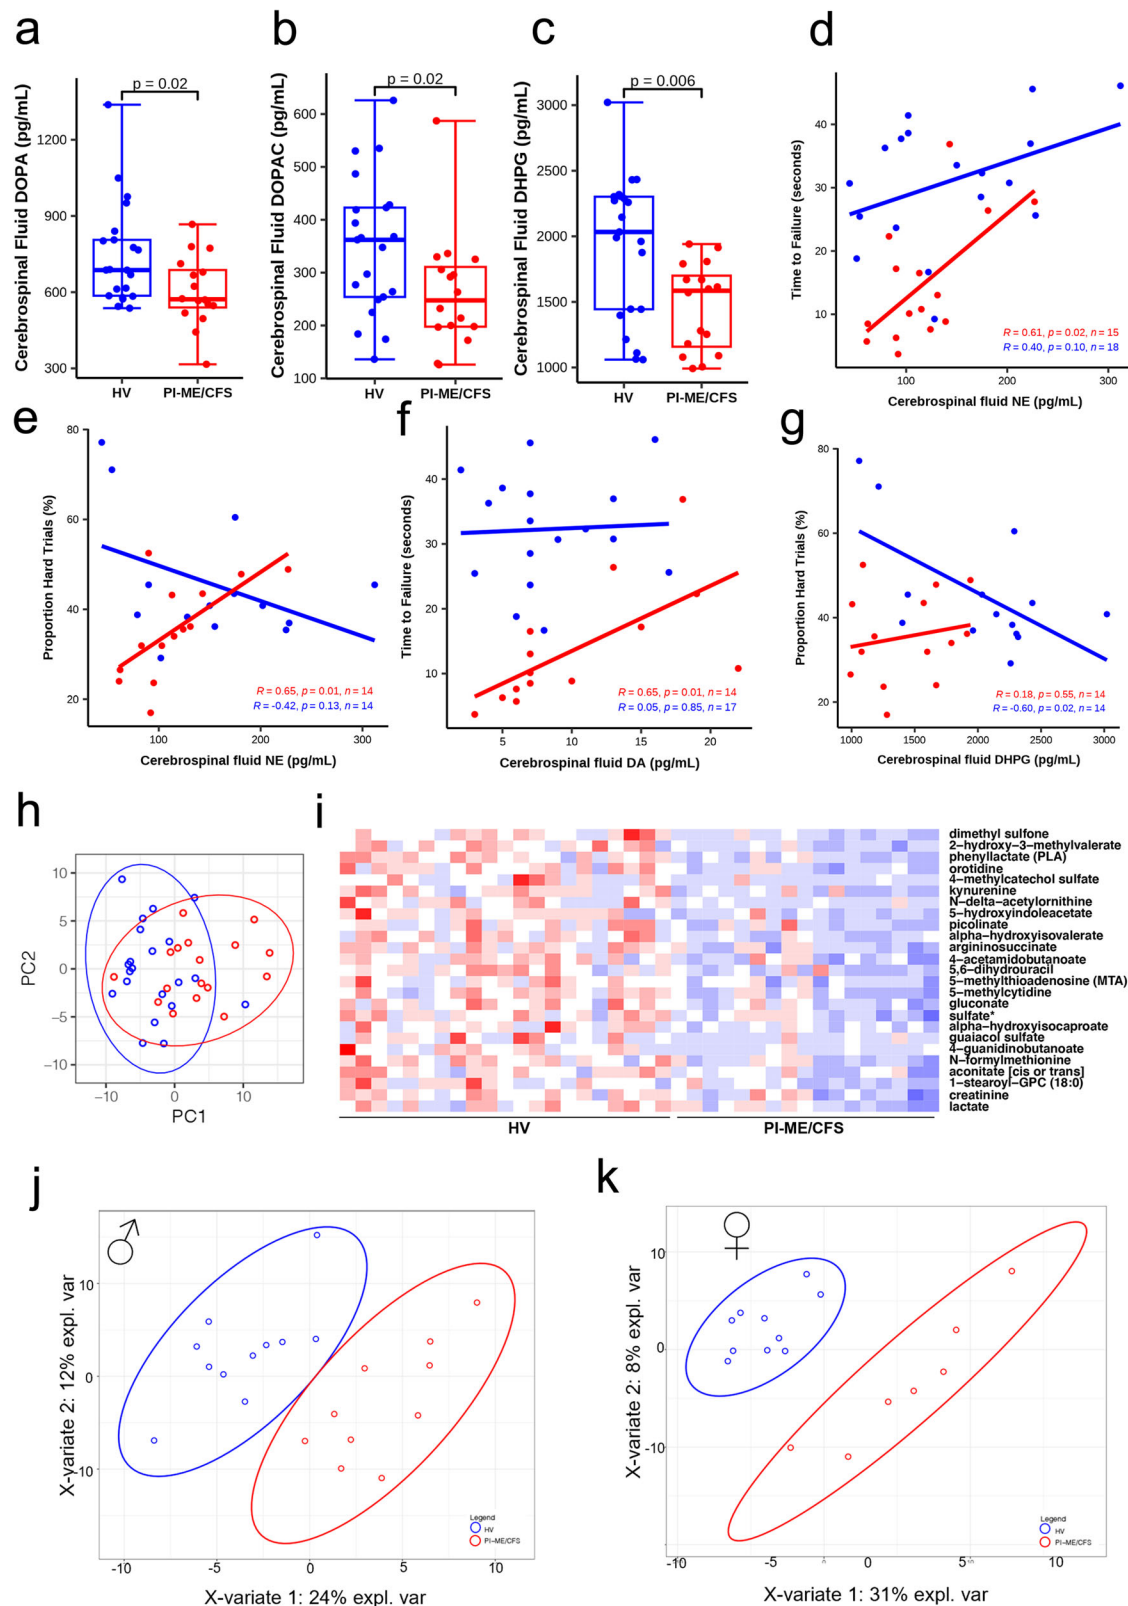 a
b
c
d
Cerebrospinal Fluid DOPA (pg/mL)
1200
900
600
300
p = 0.02
HV
PI-ME/CFS
Cerebrospinal Fluid DOPAC (pg/mL)
600
500
400
300
200
100
p = 0.02
HV
PI-ME/CFS
Cerebrospinal Fluid DHPG (pg/mL)
3000
2500
2000
1500
1000
p = 0.006
HV
PI-ME/CFS
Time to Failure (seconds)
40
30
20
10
R = 0.61, p = 0.02, n = 15
R = 0.40, p = 0.10, n = 18
100
200
300
Cerebrospinal fluid NE (pg/mL)
e
f
g
Proportion Hard Trials (%)
80
60
40
20
R = 0.65, p = 0.01, n = 14
R = -0.42, p = 0.13, n = 14
100
200
300
Cerebrospinal fluid NE (pg/mL)
Time to Failure (seconds)
40
30
20
10
R = 0.65, p = 0.01, n = 14
R = 0.05, p = 0.85, n = 17
5
10
15
20
Cerebrospinal fluid DA (pg/mL)
Proportion Hard Trials (%)
80
60
40
20
R = 0.18, p = 0.55, n = 14
R = -0.60, p = 0.02, n = 14
1000
1500
2000
2500
3000
Cerebrospinal fluid DHPG (pg/mL)
h
i
PC2
10
5
0
−5
−10
−10
0
10
PC1
dimethyl sulfone
2−hydroxy−3−methylvalerate
phenyllactate (PLA)
orotidine
4−methylcatechol sulfate
kynurenine
N−delta−acetylornithine
5−hydroxyindoleacetate
picolinate
alpha−hydroxyisovalerate
argininosuccinate
4−acetamidobutanoate
5,6−dihydrouracil
5−methylthioadenosine (MTA)
5−methylcytidine
gluconate
sulfate*
alpha−hydroxyisocaproate
guaiacol sulfate
4−guanidinobutanoate
N−formylmethionine
aconitate [cis or trans]
1−stearoyl−GPC (18:0)
creatinine
lactate
HV
PI-ME/CFS
j
k
X-variate 2: 12% expl. var
10
0
-10
-10
-5
0
5
10
Legend
HV
PI−ME/CFS
X-variate 1: 24% expl. var
X-variate 2: 8% expl. var
10
0
-10
-10
-5
0
5
10
Legend
HV
PI−ME/CFS
X-variate 1: 31% expl. var